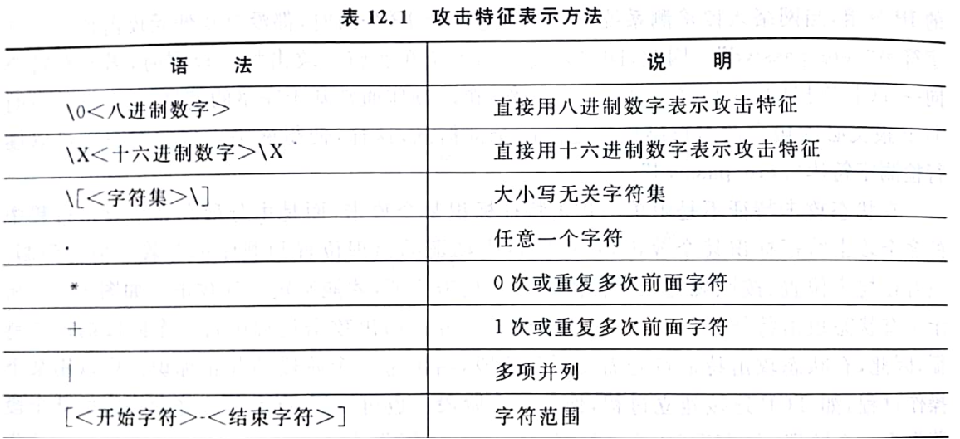 表 12.1 攻击特征表示方法
语 法 说 明
\0<八进制数字> 直接用八进制数字表示攻击特征
\X<十六进制数字>\X 直接用十六进制数字表示攻击特征
\[<字符集>\] 大小写无关字符集
. 任意一个字符
* 0 次或重复多次前面字符
+ 1 次或重复多次前面字符
| 多项并列
[<开始字符>-<结束字符>] 字符范围